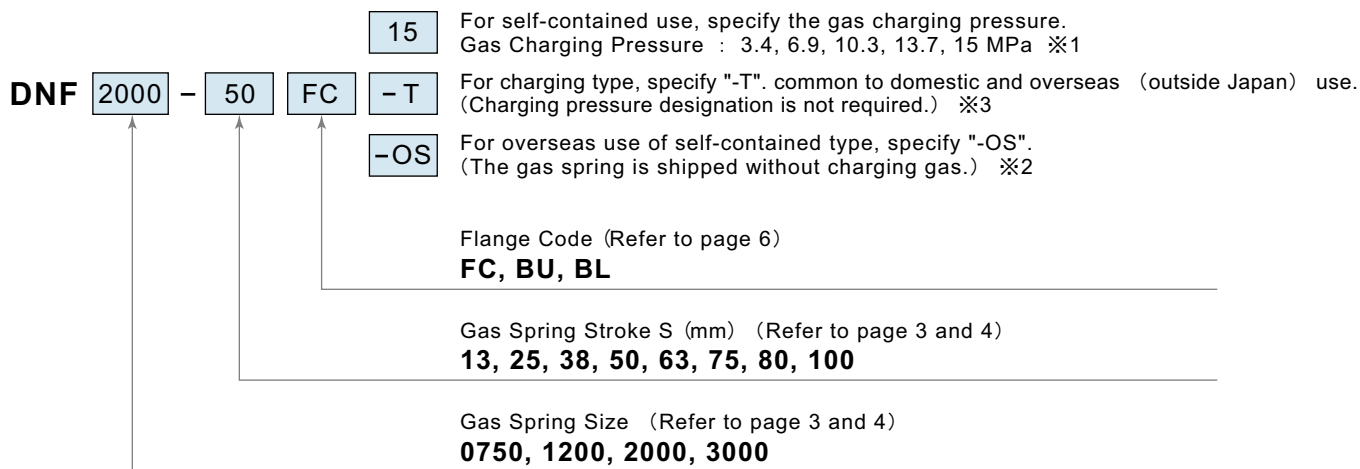 15
For self-contained use, specify the gas charging pressure.
Gas Charging Pressure : 3.4, 6.9, 10.3, 13.7, 15 MPa ※1
DNF 2000 – 50 FC –T
For charging type, specify "-T". common to domestic and overseas （outside Japan） use.
（Charging pressure designation is not required.） ※3
–OS
For overseas use of self-contained type, specify "-OS".
（The gas spring is shipped without charging gas.） ※2
Flange Code (Refer to page 6)
FC, BU, BL
Gas Spring Stroke S (mm) （Refer to page 3 and 4）
13, 25, 38, 50, 63, 75, 80, 100
Gas Spring Size （Refer to page 3 and 4）
0750, 1200, 2000, 3000